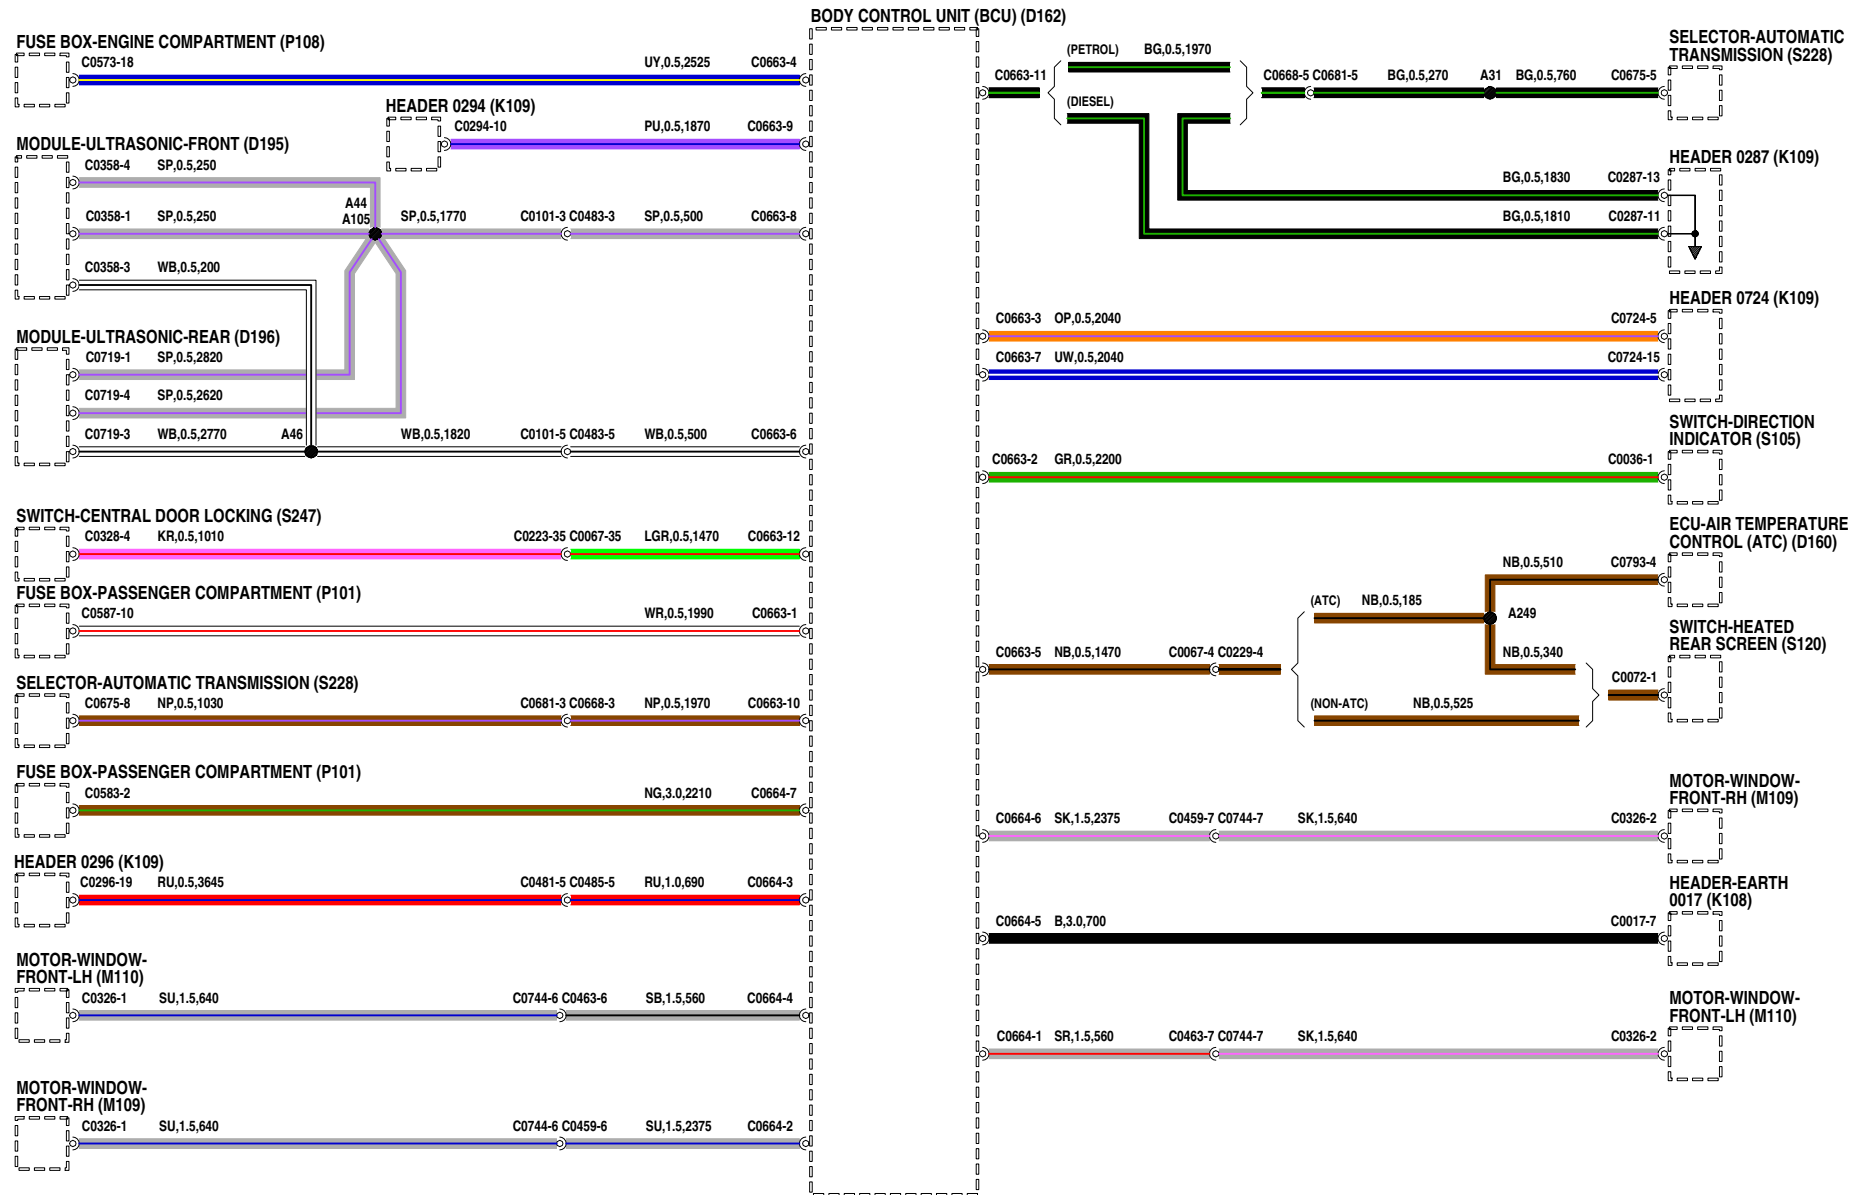 BODY CONTROL UNIT (BCU) (D162)
FUSE BOX-ENGINE COMPARTMENT (P108)
C0573-18 UY,0.5,2525 C0663-4
HEADER 0294 (K109)
C0294-10 PU,0.5,1870 C0663-9
MODULE-ULTRASONIC-FRONT (D195)
C0358-4 SP,0.5,250
A44
C0358-1 SP,0.5,250 A105 SP,0.5,1770 C0101-3 C0483-3 SP,0.5,500 C0663-8
C0358-3 WB,0.5,200
MODULE-ULTRASONIC-REAR (D196)
C0719-1 SP,0.5,2820
C0719-4 SP,0.5,2620
C0719-3 WB,0.5,2770 A46 WB,0.5,1820 C0101-5 C0483-5 WB,0.5,500 C0663-6
SWITCH-CENTRAL DOOR LOCKING (S247)
C0328-4 KR,0.5,1010 C0223-35 C0067-35 LGR,0.5,1470 C0663-12
FUSE BOX-PASSENGER COMPARTMENT (P101)
C0587-10 WR,0.5,1990 C0663-1
SELECTOR-AUTOMATIC TRANSMISSION (S228)
C0675-8 NP,0.5,1030 C0681-3 C0668-3 NP,0.5,1970 C0663-10
FUSE BOX-PASSENGER COMPARTMENT (P101)
C0583-2 NG,3.0,2210 C0664-7
HEADER 0296 (K109)
C0296-19 RU,0.5,3645 C0481-5 C0485-5 RU,1.0,690 C0664-3
MOTOR-WINDOW-
FRONT-LH (M110)
C0326-1 SU,1.5,640 C0744-6 C0463-6 SB,1.5,560 C0664-4
MOTOR-WINDOW-
FRONT-RH (M109)
C0326-1 SU,1.5,640 C0744-6 C0459-6 SU,1.5,2375 C0664-2
SELECTOR-AUTOMATIC
TRANSMISSION (S228)
(PETROL) BG,0.5,1970
C0663-11 C0668-5 C0681-5 BG,0.5,270 A31 BG,0.5,760 C0675-5
(DIESEL)
HEADER 0287 (K109)
BG,0.5,1830 C0287-13
BG,0.5,1810 C0287-11
HEADER 0724 (K109)
C0663-3 OP,0.5,2040 C0724-5
C0663-7 UW,0.5,2040 C0724-15
SWITCH-DIRECTION
INDICATOR (S105)
C0663-2 GR,0.5,2200 C0036-1
ECU-AIR TEMPERATURE
CONTROL (ATC) (D160)
NB,0.5,510 C0793-4
(ATC) NB,0.5,185 A249
SWITCH-HEATED
REAR SCREEN (S120)
C0663-5 NB,0.5,1470 C0067-4 C0229-4 NB,0.5,340
C0072-1
(NON-ATC) NB,0.5,525
MOTOR-WINDOW-
FRONT-RH (M109)
C0664-6 SK,1.5,2375 C0459-7 C0744-7 SK,1.5,640 C0326-2
HEADER-EARTH
0017 (K108)
C0664-5 B,3.0,700 C0017-7
MOTOR-WINDOW-
FRONT-LH (M110)
C0664-1 SR,1.5,560 C0463-7 C0744-7 SK,1.5,640 C0326-2